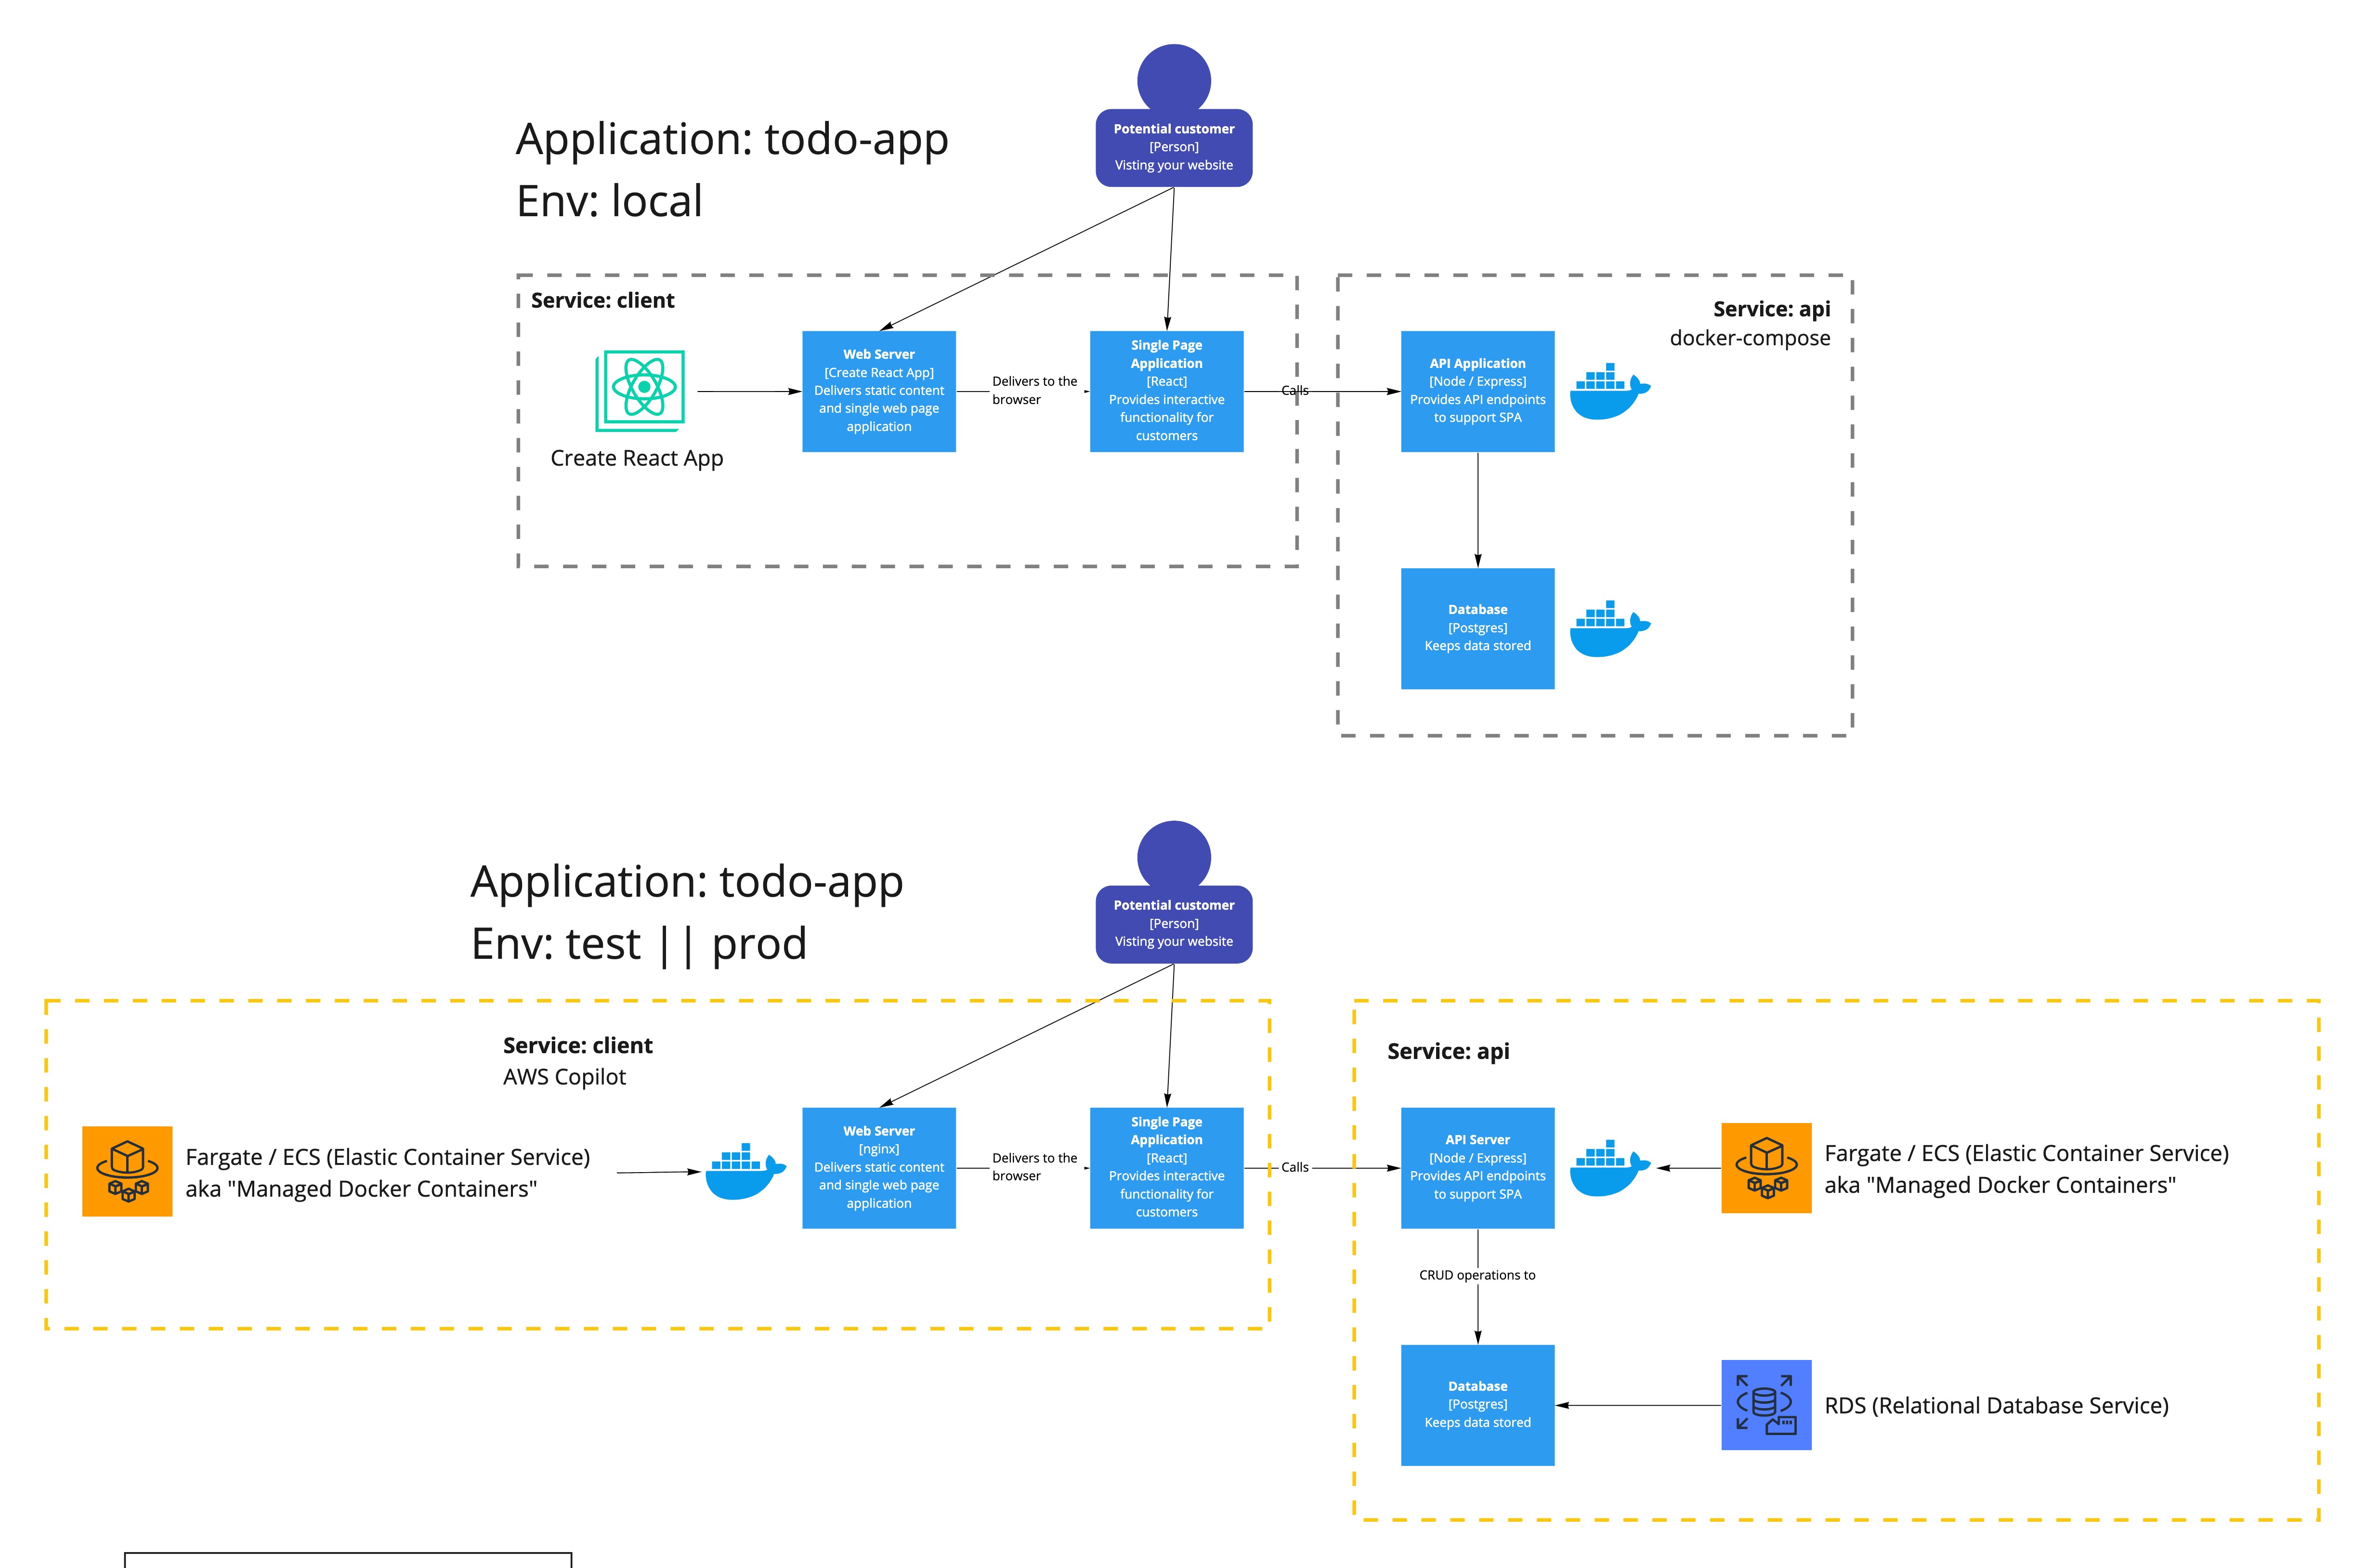 Application: todo-app
Env: local
Potential customer
[Person]
Visting your website
Service: client
Create React App
Web Server
[Create React App]
Delivers static content
and single web page
application
Delivers to the
browser
Single Page
Application
[React]
Provides interactive
functionality for
customers
Calls
Service: api
docker-compose
API Application
[Node / Express]
Provides API endpoints
to support SPA
Database
[Postgres]
Keeps data stored
Application: todo-app
Env: test || prod
Potential customer
[Person]
Visting your website
Service: client
AWS Copilot
Fargate / ECS (Elastic Container Service)
aka "Managed Docker Containers"
Web Server
[nginx]
Delivers static content
and single web page
application
Delivers to the
browser
Single Page
Application
[React]
Provides interactive
functionality for
customers
Calls
Service: api
API Server
[Node / Express]
Provides API endpoints
to support SPA
Fargate / ECS (Elastic Container Service)
aka "Managed Docker Containers"
CRUD operations to
Database
[Postgres]
Keeps data stored
RDS (Relational Database Service)